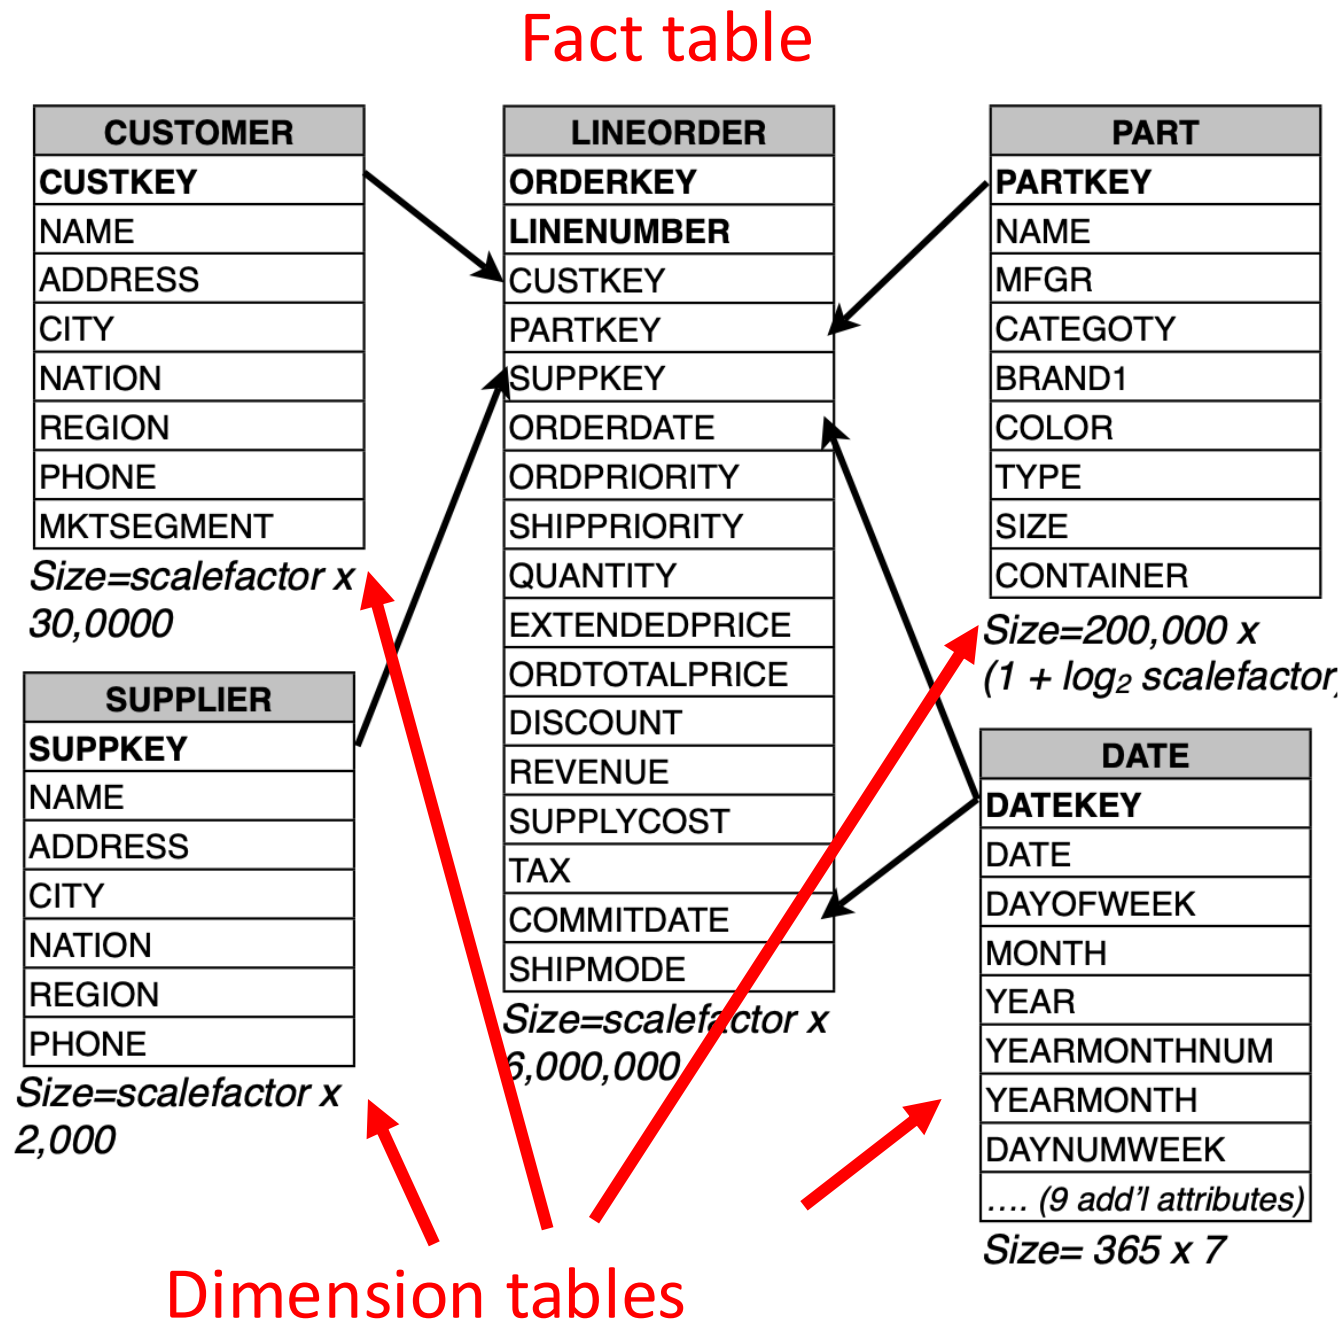 Fact table
CUSTOMER
CUSTKEY
NAME
ADDRESS
CITY
NATION
REGION
PHONE
MKTSEGMENT
Size=scalefactor x
30,0000
SUPPLIER
SUPPKEY
NAME
ADDRESS
CITY
NATION
REGION
PHONE
Size=scalefactor x
2,000
LINEORDER
ORDERKEY
LINENUMBER
CUSTKEY
PARTKEY
SUPPKEY
ORDERDATE
ORDPRIORITY
SHIPPRIORITY
QUANTITY
EXTENDEDPRICE
ORDTOTALPRICE
DISCOUNT
REVENUE
SUPPLYCOST
TAX
COMMITDATE
SHIPMODE
Size=scalefactor x
6,000,000
PART
PARTKEY
NAME
MFGR
CATEGOTY
BRAND1
COLOR
TYPE
SIZE
CONTAINER
Size=200,000 x
(1 + log₂ scalefactor)
DATE
DATEKEY
DATE
DAYOFWEEK
MONTH
YEAR
YEARMONTHNUM
YEARMONTH
DAYNUMWEEK
.... (9 add'l attributes)
Size= 365 x 7
Dimension tables